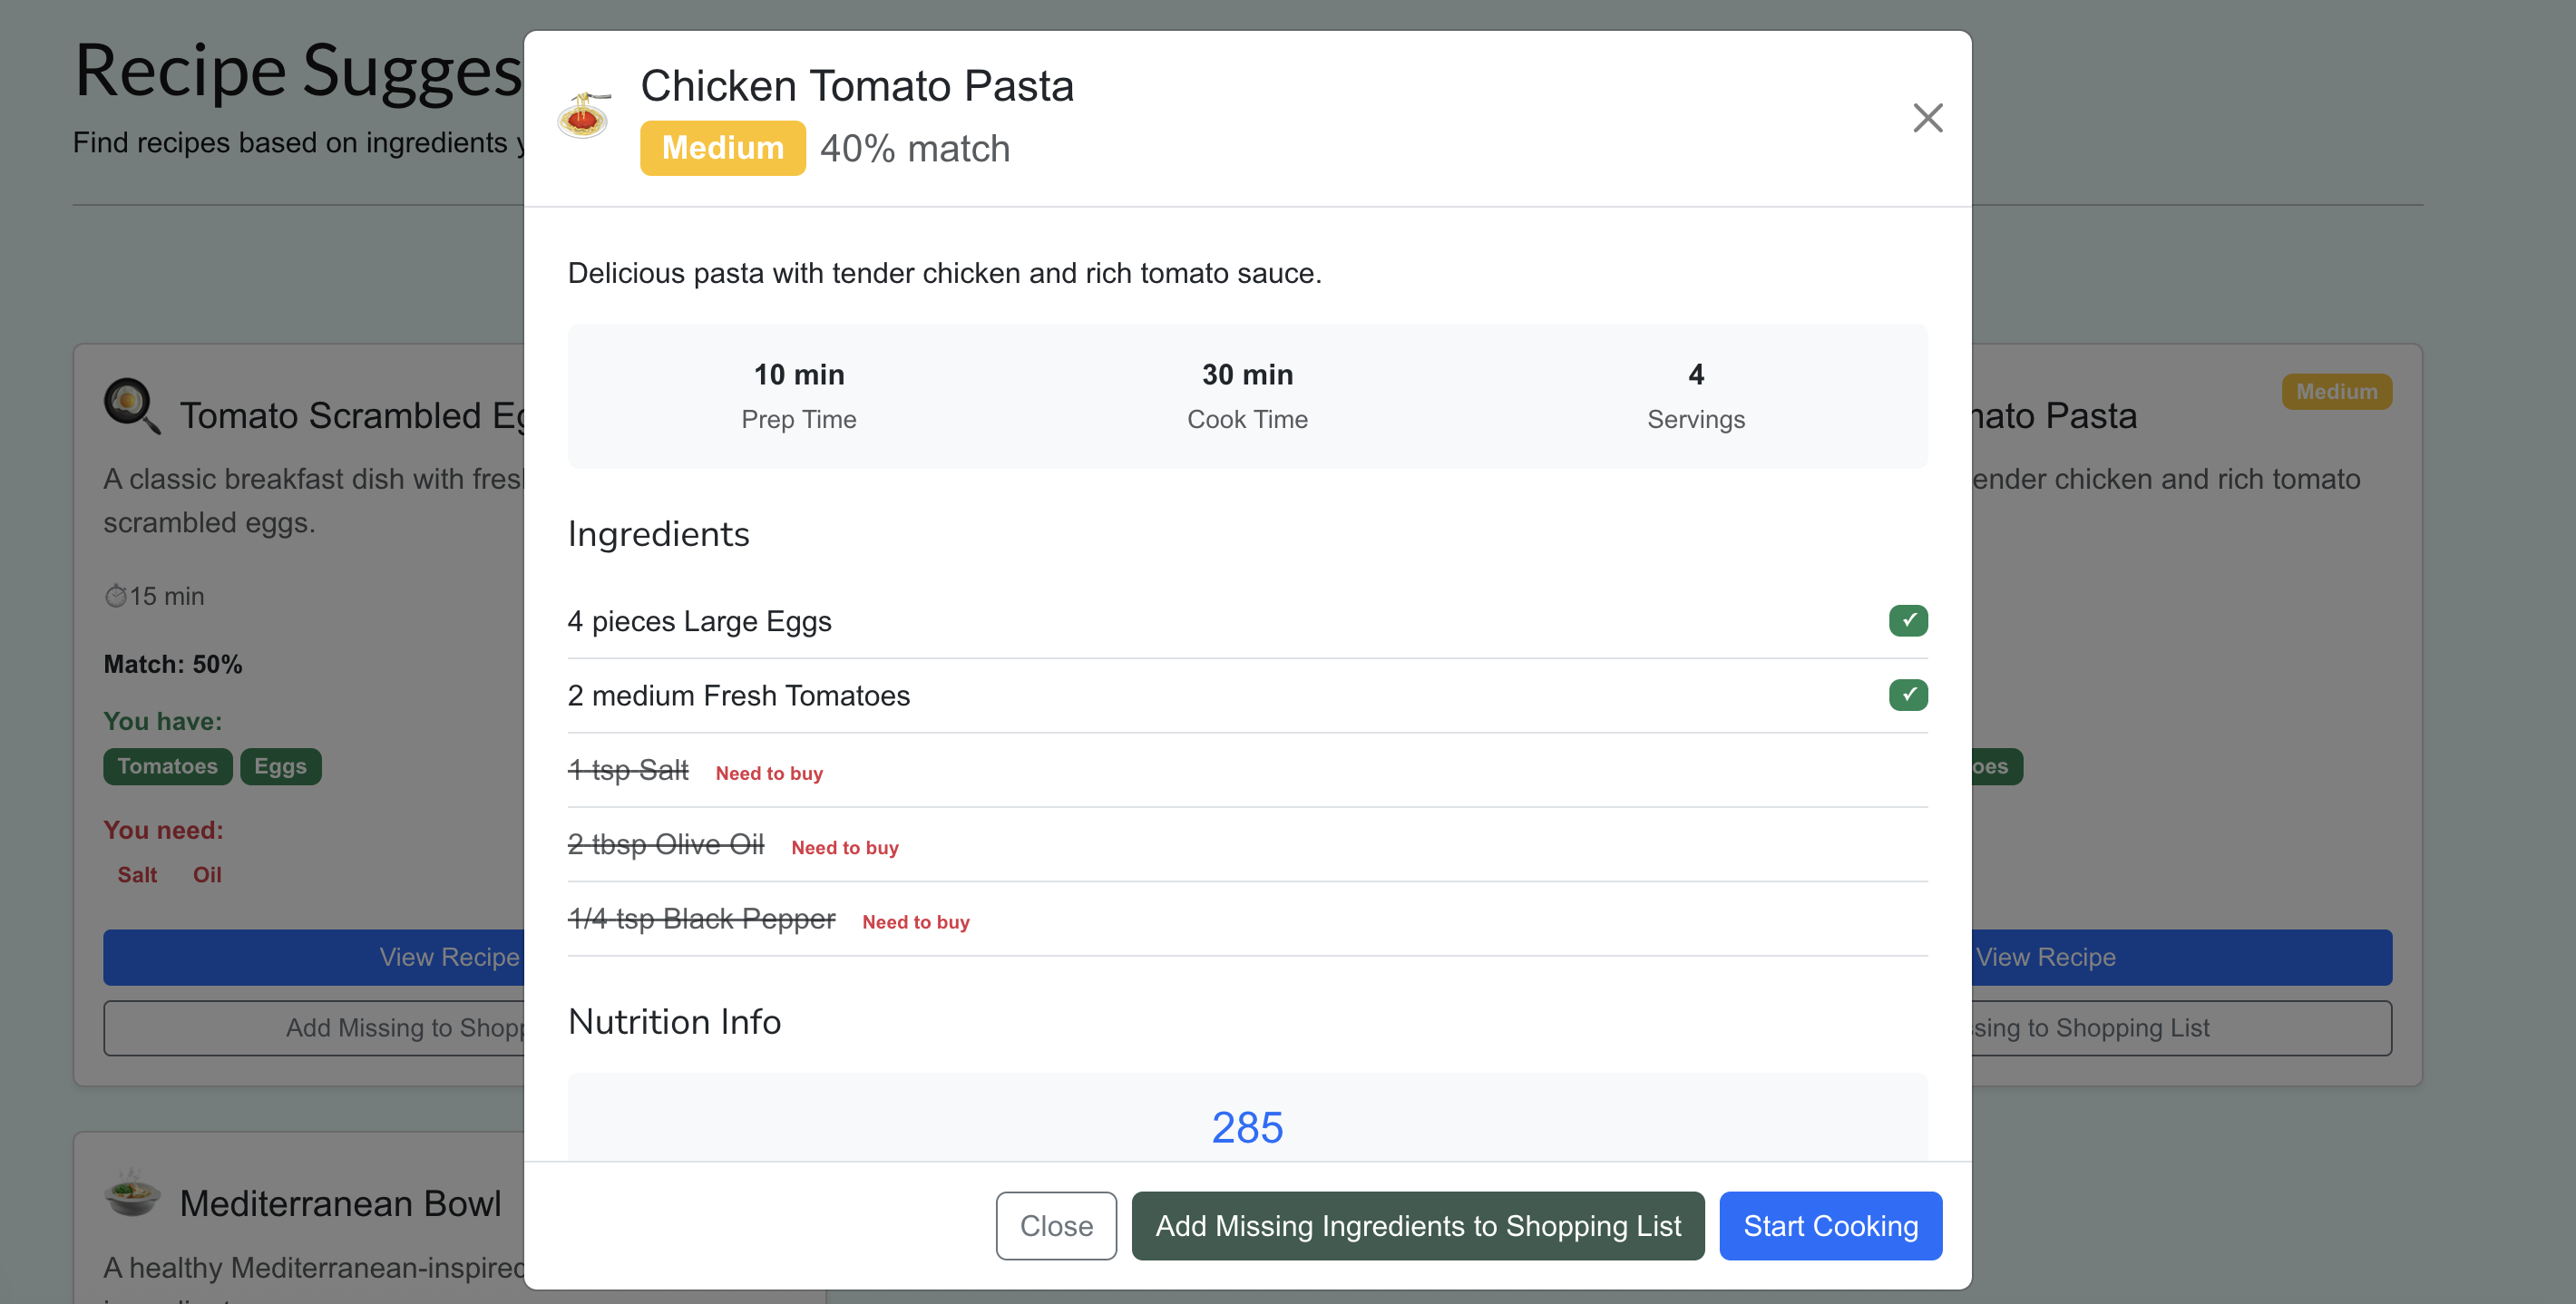 Recipe Sugges
Find recipes based on ingredients y
Chicken Tomato Pasta
Medium 40% match
Delicious pasta with tender chicken and rich tomato sauce.
10 min
Prep Time
30 min
Cook Time
4
Servings
Ingredients
4 pieces Large Eggs
2 medium Fresh Tomatoes
1 tsp Salt Need to buy
2 tbsp Olive Oil Need to buy
1/4 tsp Black Pepper Need to buy
Nutrition Info
285
Close
Add Missing Ingredients to Shopping List
Start Cooking
Tomato Scrambled Eg
A classic breakfast dish with fres
scrambled eggs.
15 min
Match: 50%
You have:
Tomatoes Eggs
You need:
Salt Oil
View Recipe
Add Missing to Shopp
Medium
mato Pasta
ender chicken and rich tomato
oes
View Recipe
sing to Shopping List
Mediterranean Bowl
A healthy Mediterranean-inspired